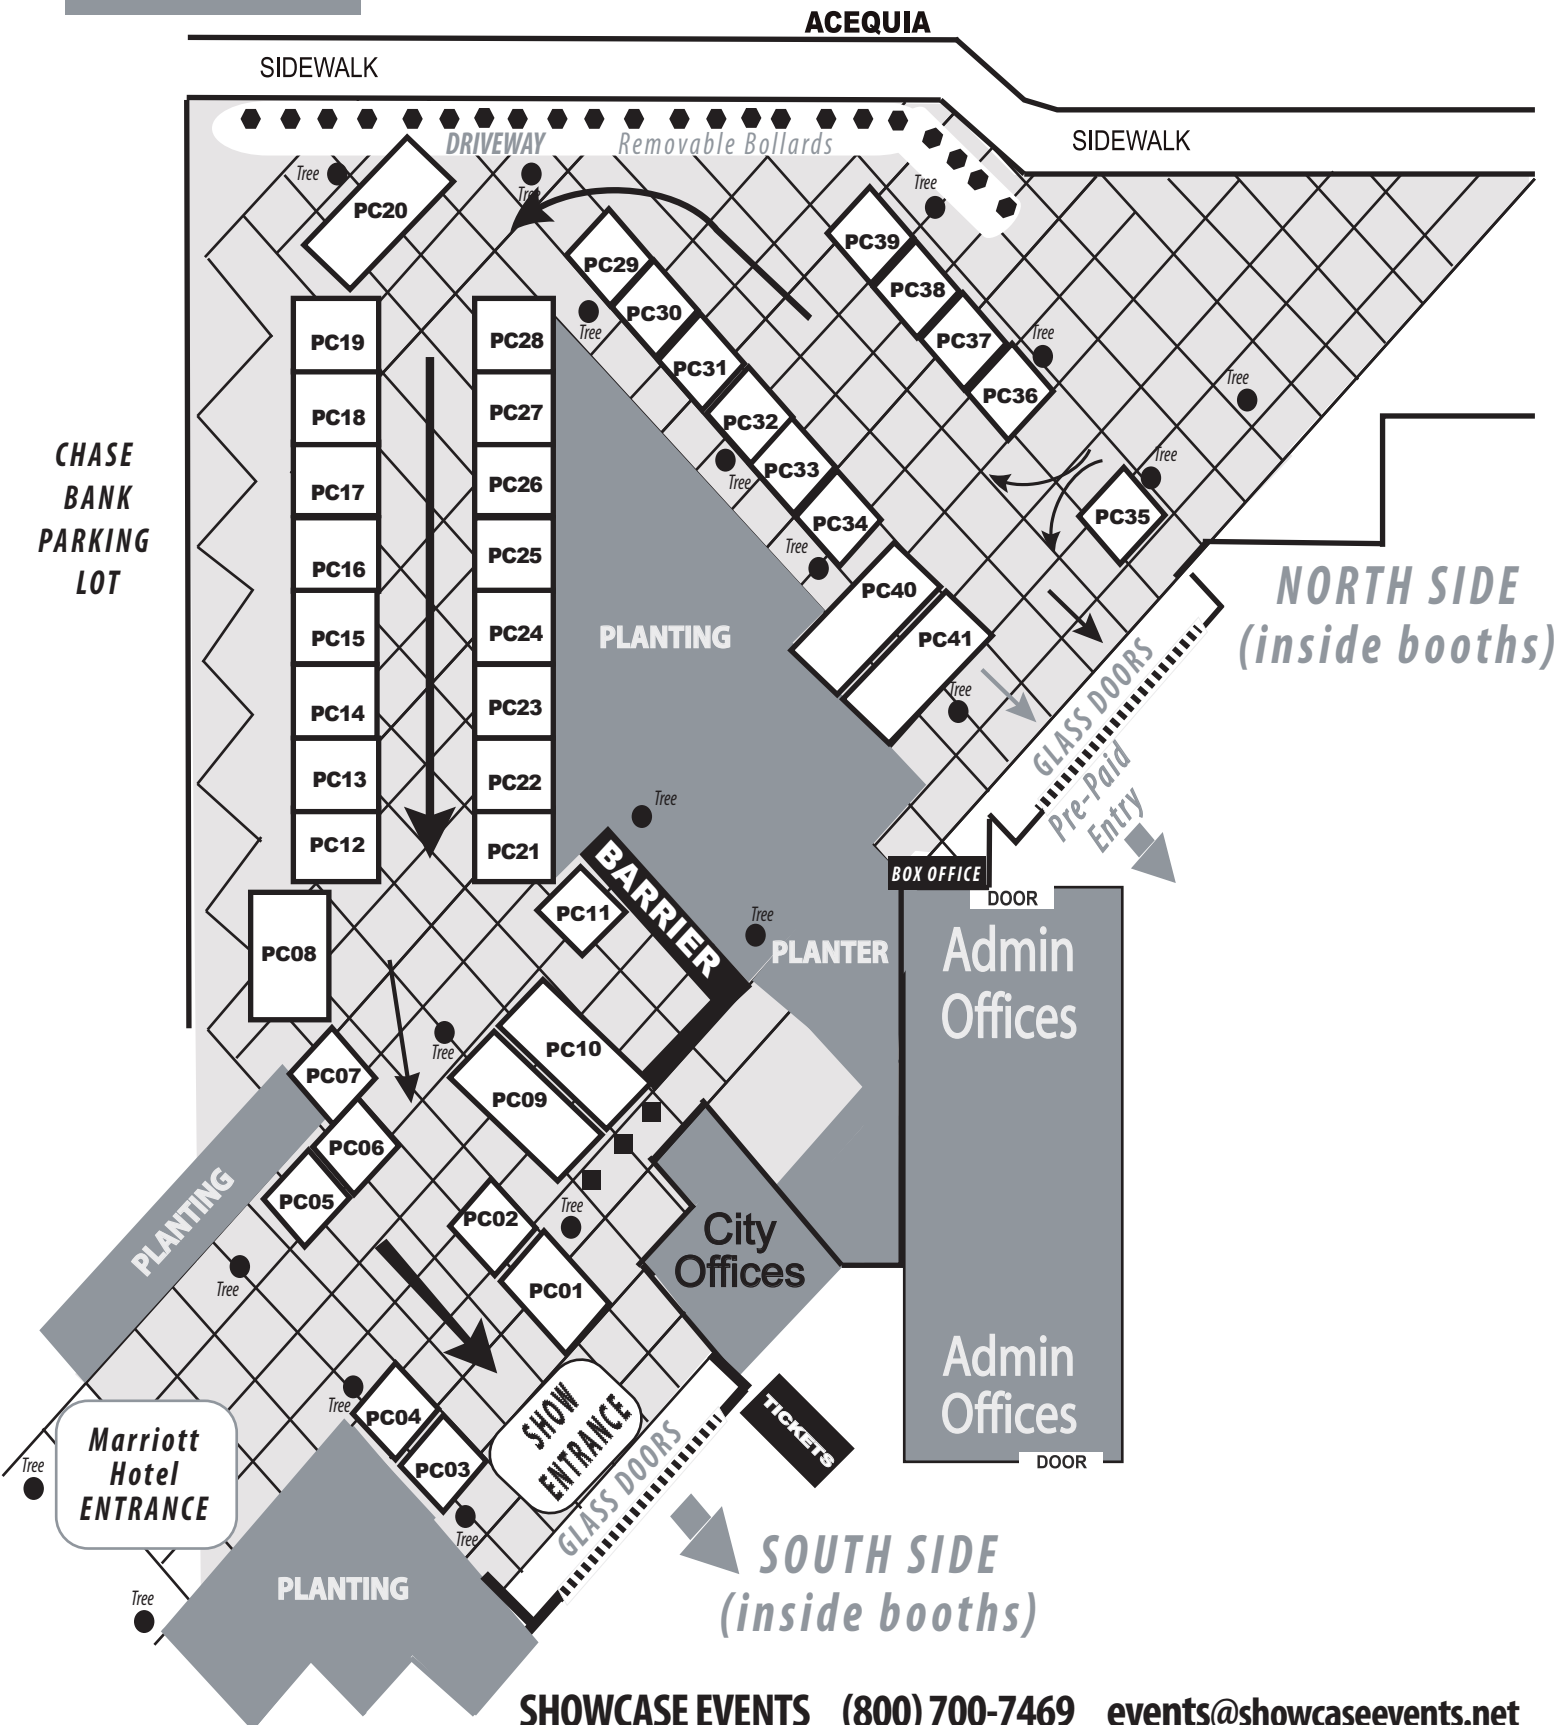 ACEQUIA
SIDEWALK
SIDEWALK
DRIVEWAY
Removable Bollards
Tree
Tree
Tree
PC20
PC39
PC29
PC38
PC30
Tree
Tree
PC19
PC28
PC37
PC31
PC36
Tree
PC18
PC27
PC32
CHASE
BANK
PARKING
LOT
Tree
PC33
Tree
PC17
PC26
PC34
PC35
Tree
PC16
PC25
PC40
NORTH SIDE
(inside booths)
PC15
PC24
PLANTING
PC41
Tree
PC14
PC23
GLASS DOORS
Pre-Paid
Entry
PC13
PC22
Tree
PC12
PC21
BARRIER
BOX OFFICE
DOOR
PC11
Tree
PC08
PLANTER
Admin
Offices
Tree
PC10
PC07
PC09
PC06
PC05
PLANTING
PC02
Tree
City
Offices
Tree
PC01
Admin
Offices
DOOR
Tree
PC04
SHOW
ENTRANCE
TICKETS
Marriott
Hotel
ENTRANCE
Tree
PC03
GLASS DOORS
Tree
SOUTH SIDE
(inside booths)
PLANTING
Tree
SHOWCASE EVENTS (800) 700-7469 events@showcaseevents.net